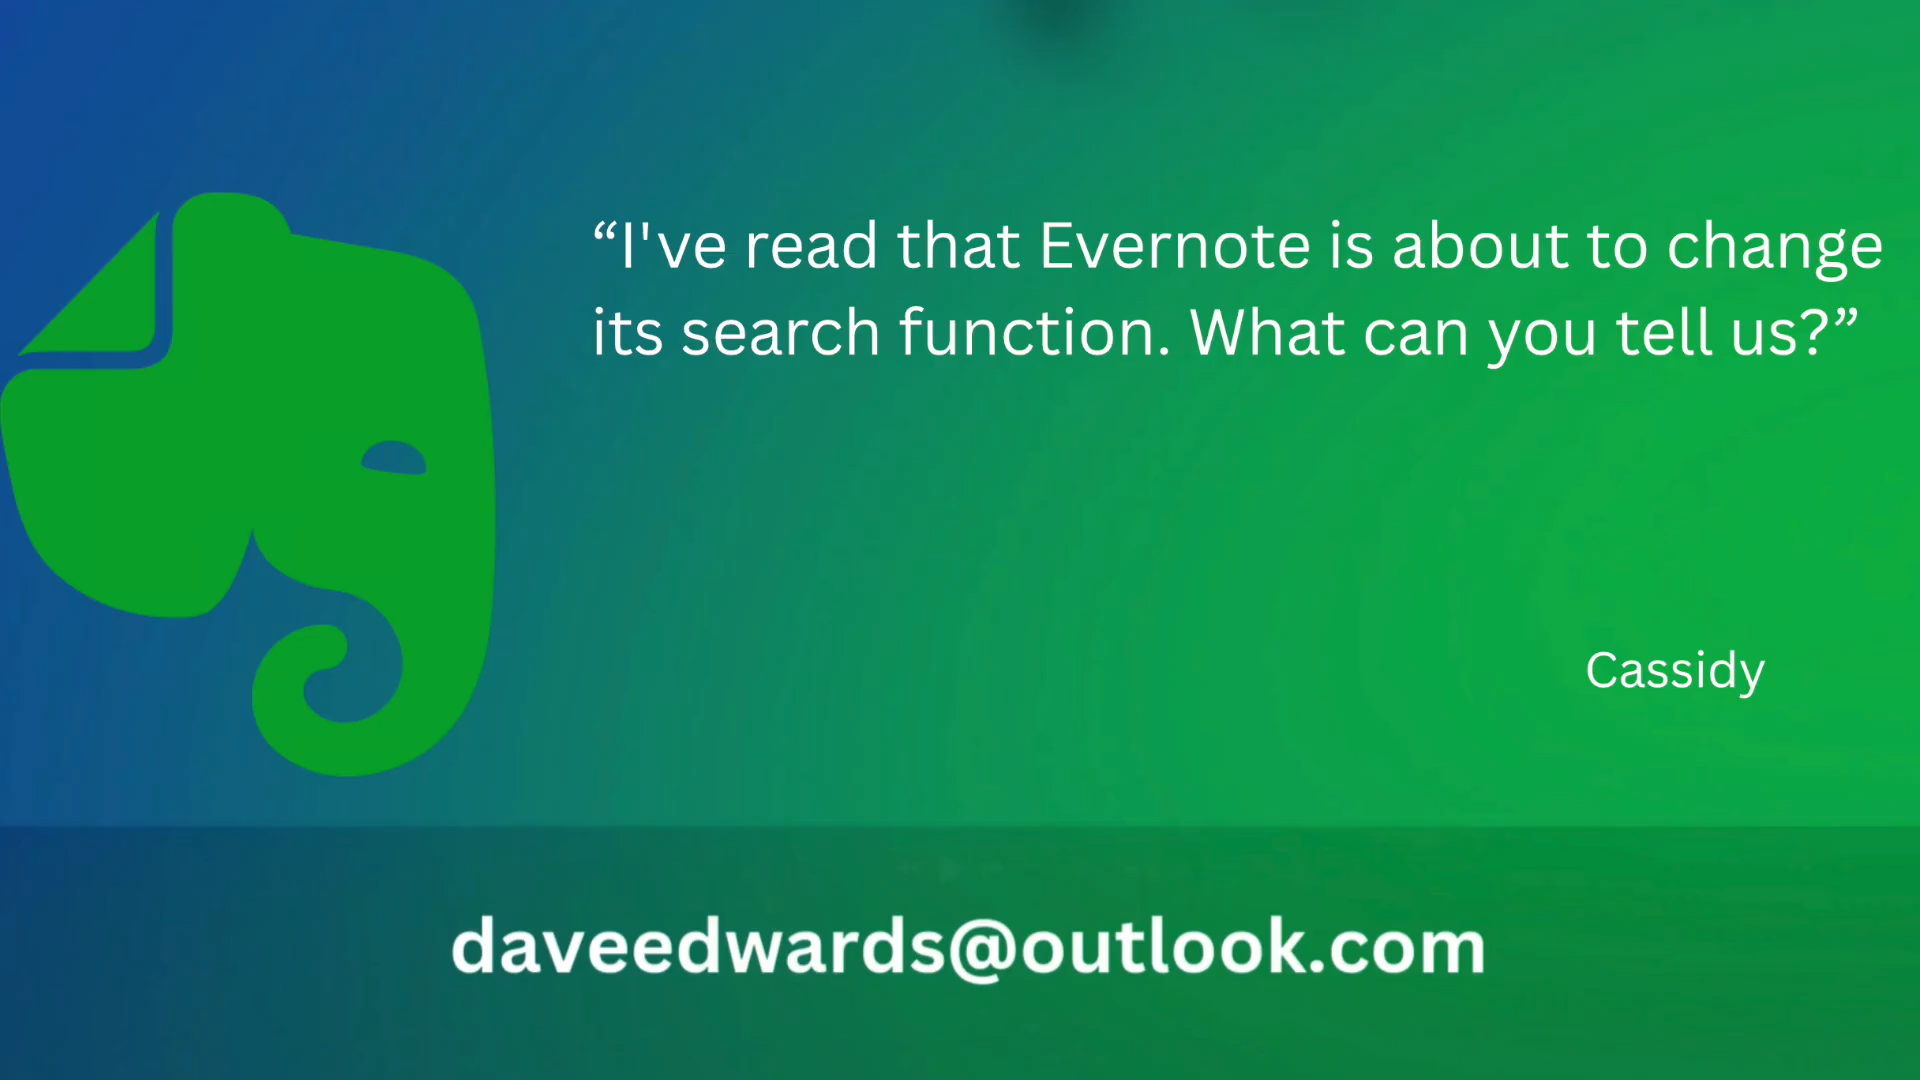 “I've read that Evernote is about to change
its search function. What can you tell us?”
Cassidy
daveedwards@outlook.com